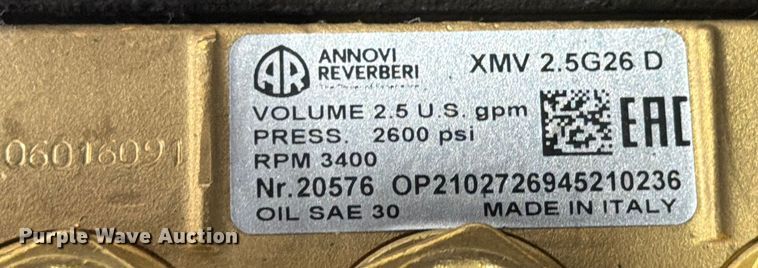 AR
ANNOVI
REVERBERI
XMV 2.5G26 D
VOLUME 2.5 U.S. gpm
PRESS. 2600 psi
RPM 3400
EAC
Nr.20576 OP2102726945210236
OIL SAE 30 MADE IN ITALY
06016091
Purple Wave Auction